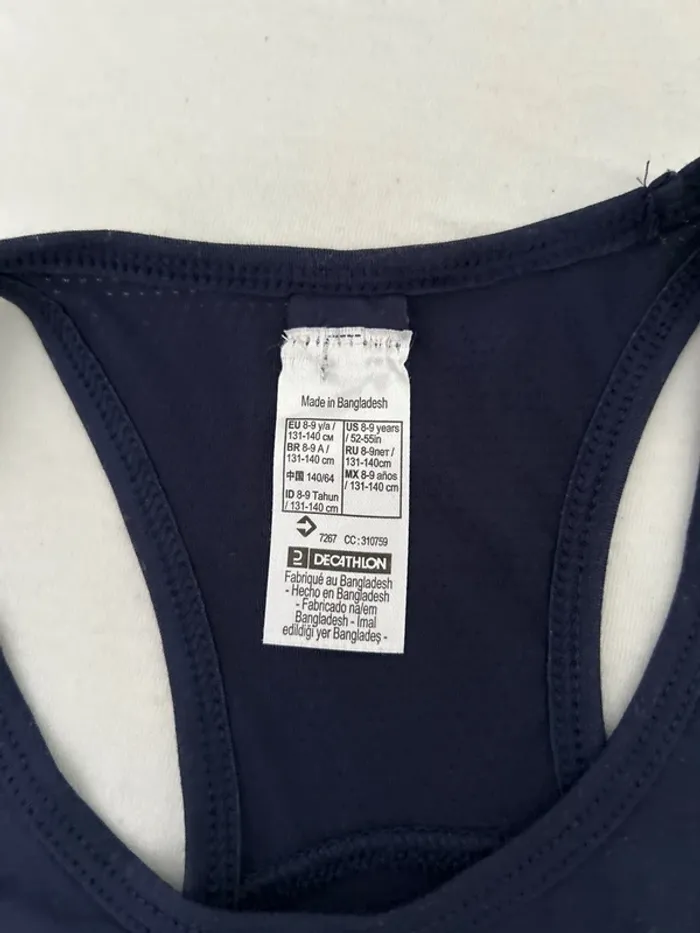 Made in Bangladesh
EU 8-9 y/a /
131-140 см
BR 8-9 A /
131-140 cm
中国 140/64
ID 8-9 Tahun
/ 131-140 cm
US 8-9 years
/ 52-55in
RU 8-9лет /
131-140cm
MX 8-9 años
/ 131-140 cm
7267 CC:310759
DECATHLON
Fabriqué au Bangladesh
- Hecho en Bangladesh
- Fabricado na/em
Bangladesh - Imal
edildiği yer Bangladeş -